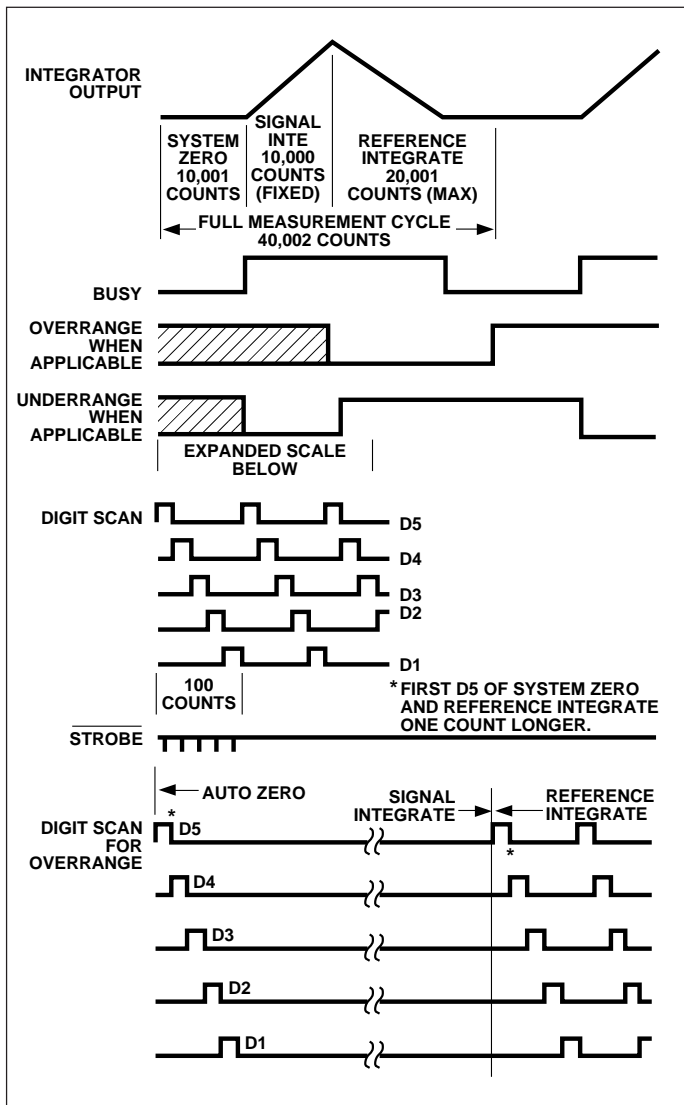 INTEGRATOR
OUTPUT
SYSTEM
ZERO
10,001
COUNTS
SIGNAL
INTE
10,000
COUNTS
(FIXED)
REFERENCE
INTEGRATE
20,001
COUNTS (MAX)
FULL MEASUREMENT CYCLE
40,002 COUNTS
BUSY
OVERRANGE
WHEN
APPLICABLE
UNDERRANGE
WHEN
APPLICABLE
EXPANDED SCALE
BELOW
DIGIT SCAN
D5
D4
D3
D2
D1
100
COUNTS
* FIRST D5 OF SYSTEM ZERO
AND REFERENCE INTEGRATE
ONE COUNT LONGER.
STROBE
AUTO ZERO
SIGNAL
INTEGRATE
REFERENCE
INTEGRATE
DIGIT SCAN
FOR
OVERRANGE
* D5
*
D4
D3
D2
D1